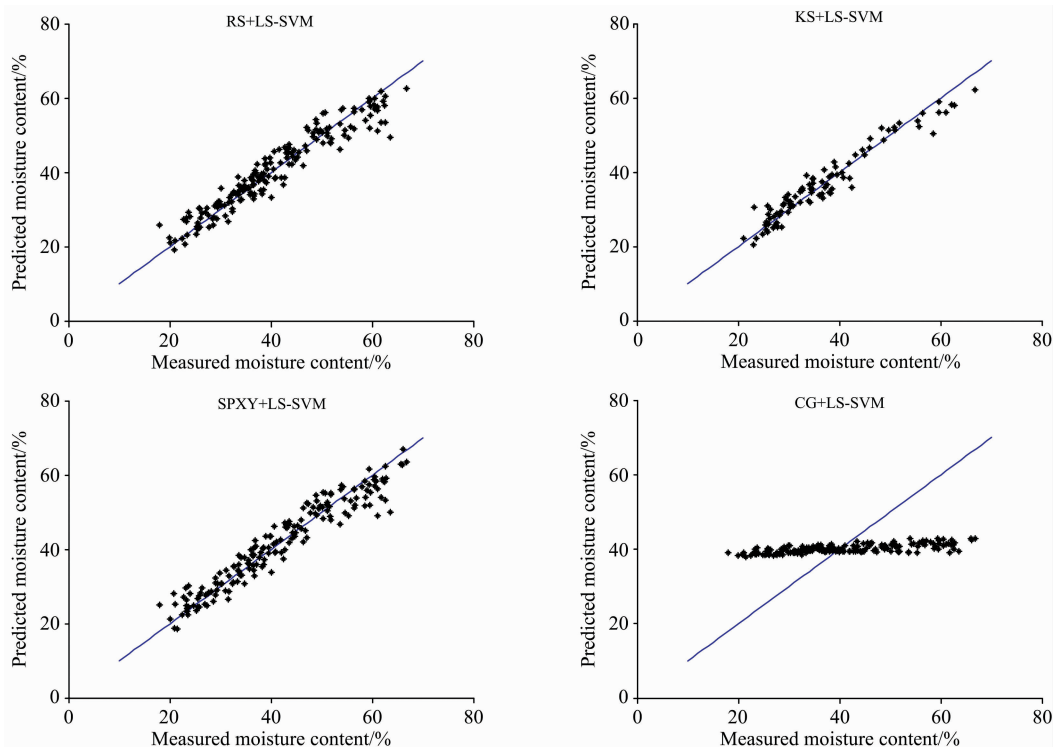 RS+LS-SVM
80
60
40
20
0
Predicted moisture content/%
0 20 40 60 80
Measured moisture content/%
KS+LS-SVM
80
60
40
20
0
Predicted moisture content/%
0 20 40 60 80
Measured moisture content/%
SPXY+LS-SVM
80
60
40
20
0
Predicted moisture content/%
0 20 40 60 80
Measured moisture content/%
CG+LS-SVM
80
60
40
20
0
Predicted moisture content/%
0 20 40 60 80
Measured moisture content/%